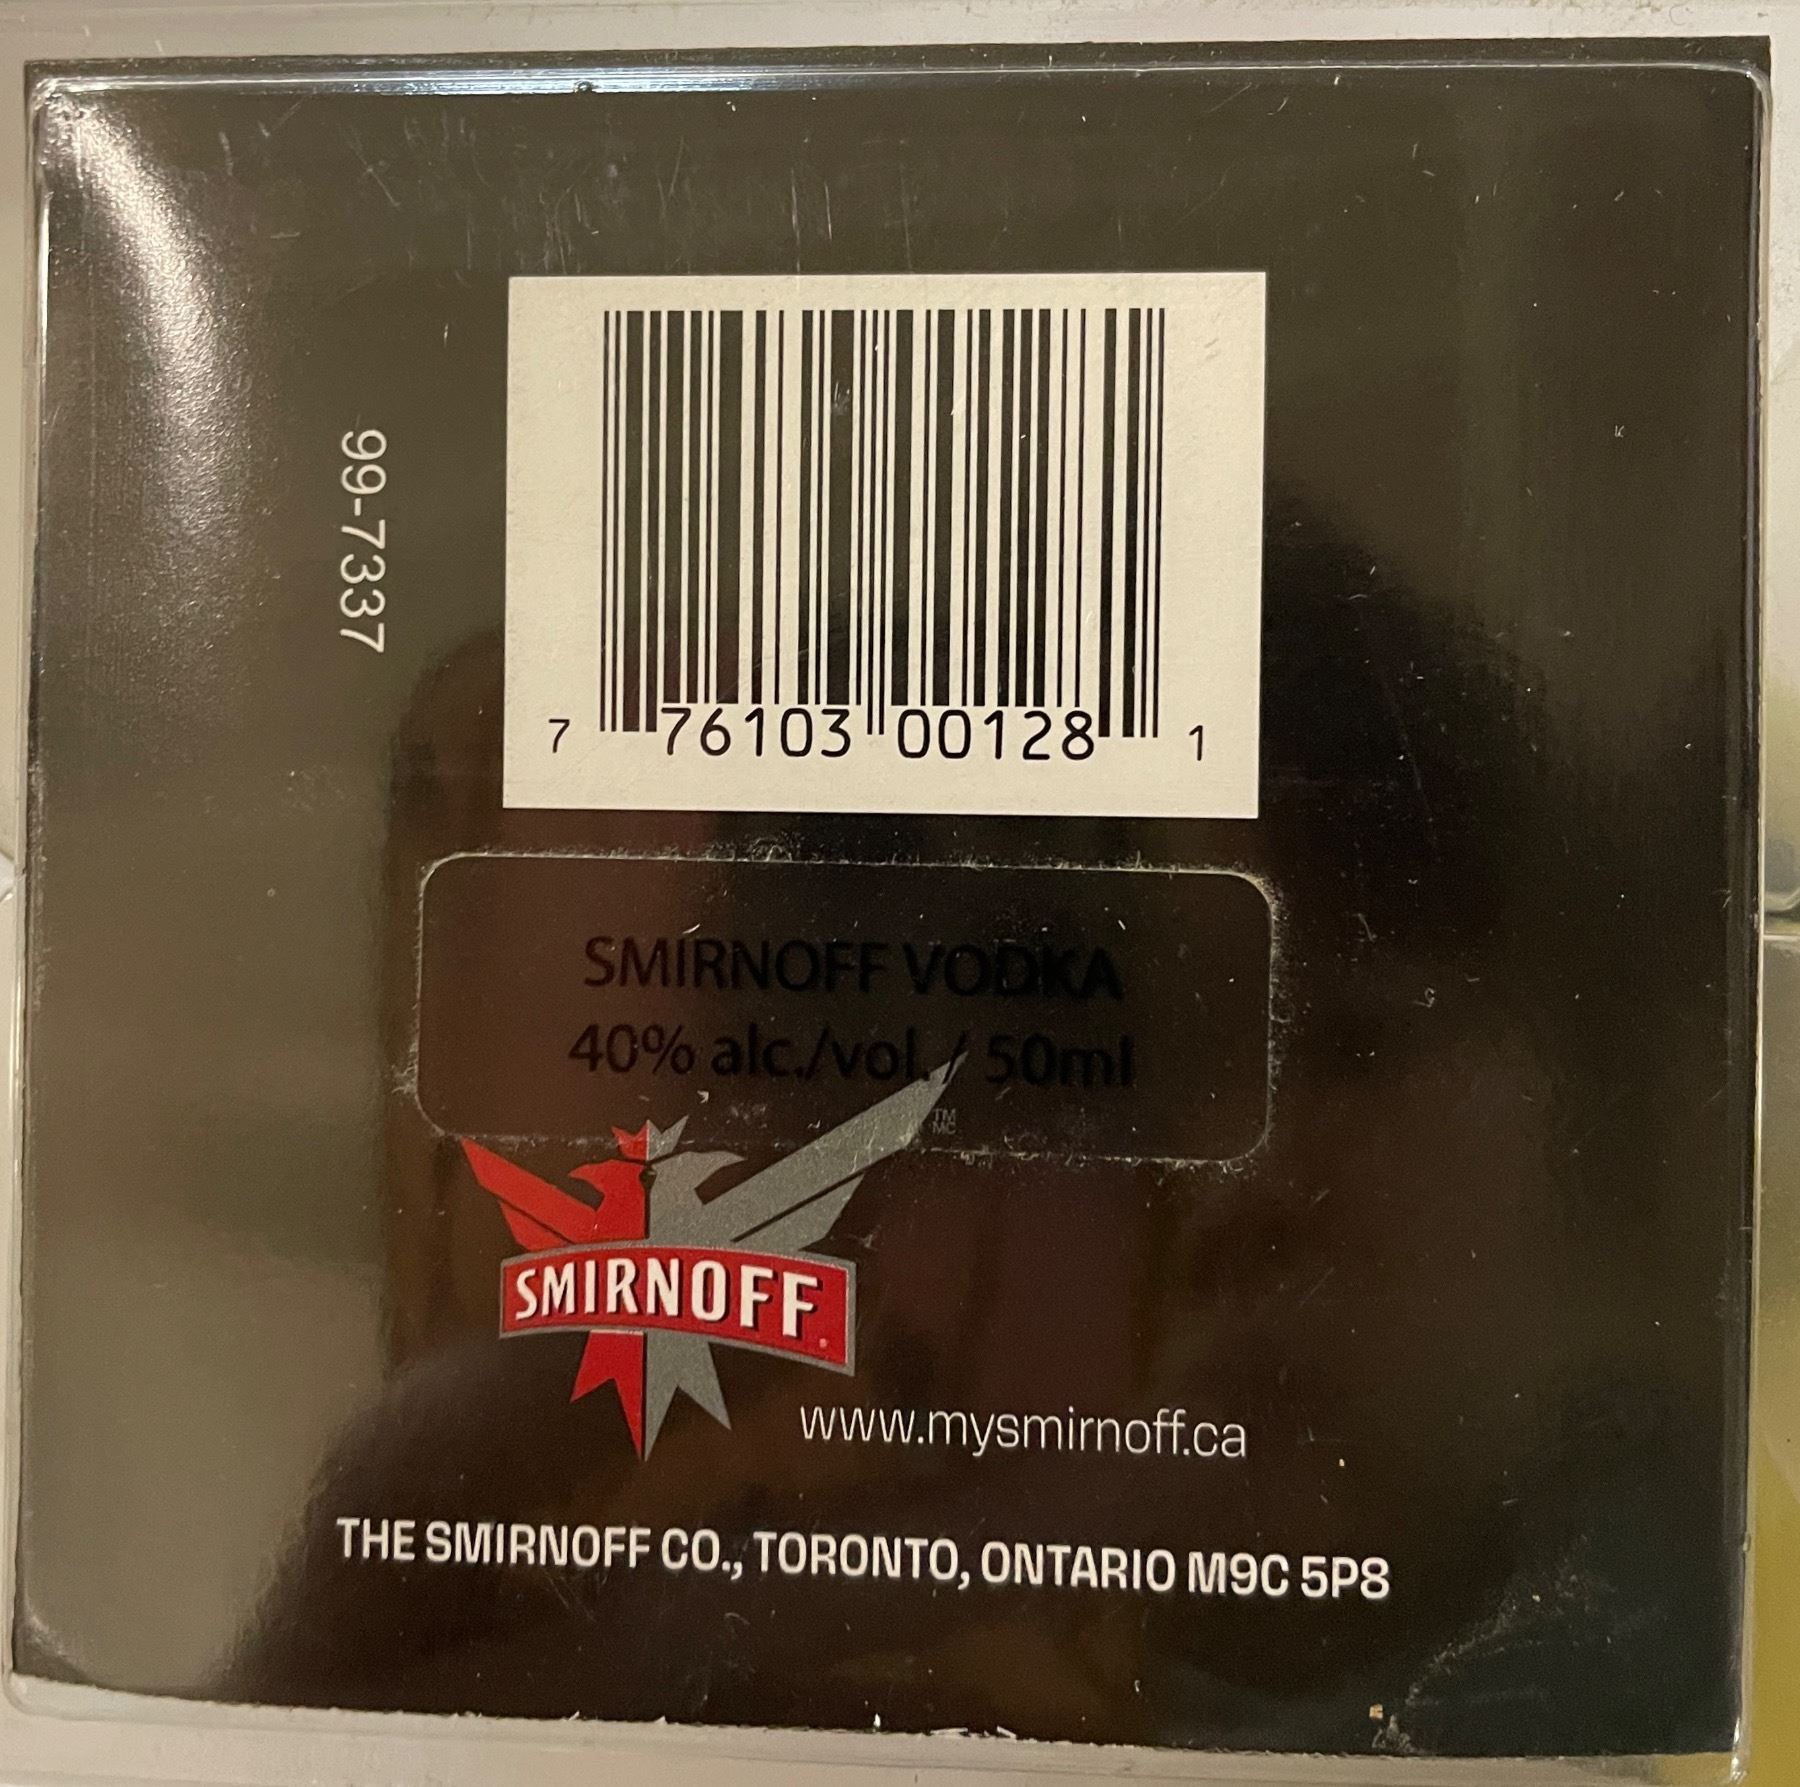 99-7337
7 76103 00128 1
SMIRNOFF VODKA
40% alc./vol. / 50ml
TM
MC
SMIRNOFF
www.mysmirnoff.ca
THE SMIRNOFF CO., TORONTO, ONTARIO M9C 5P8